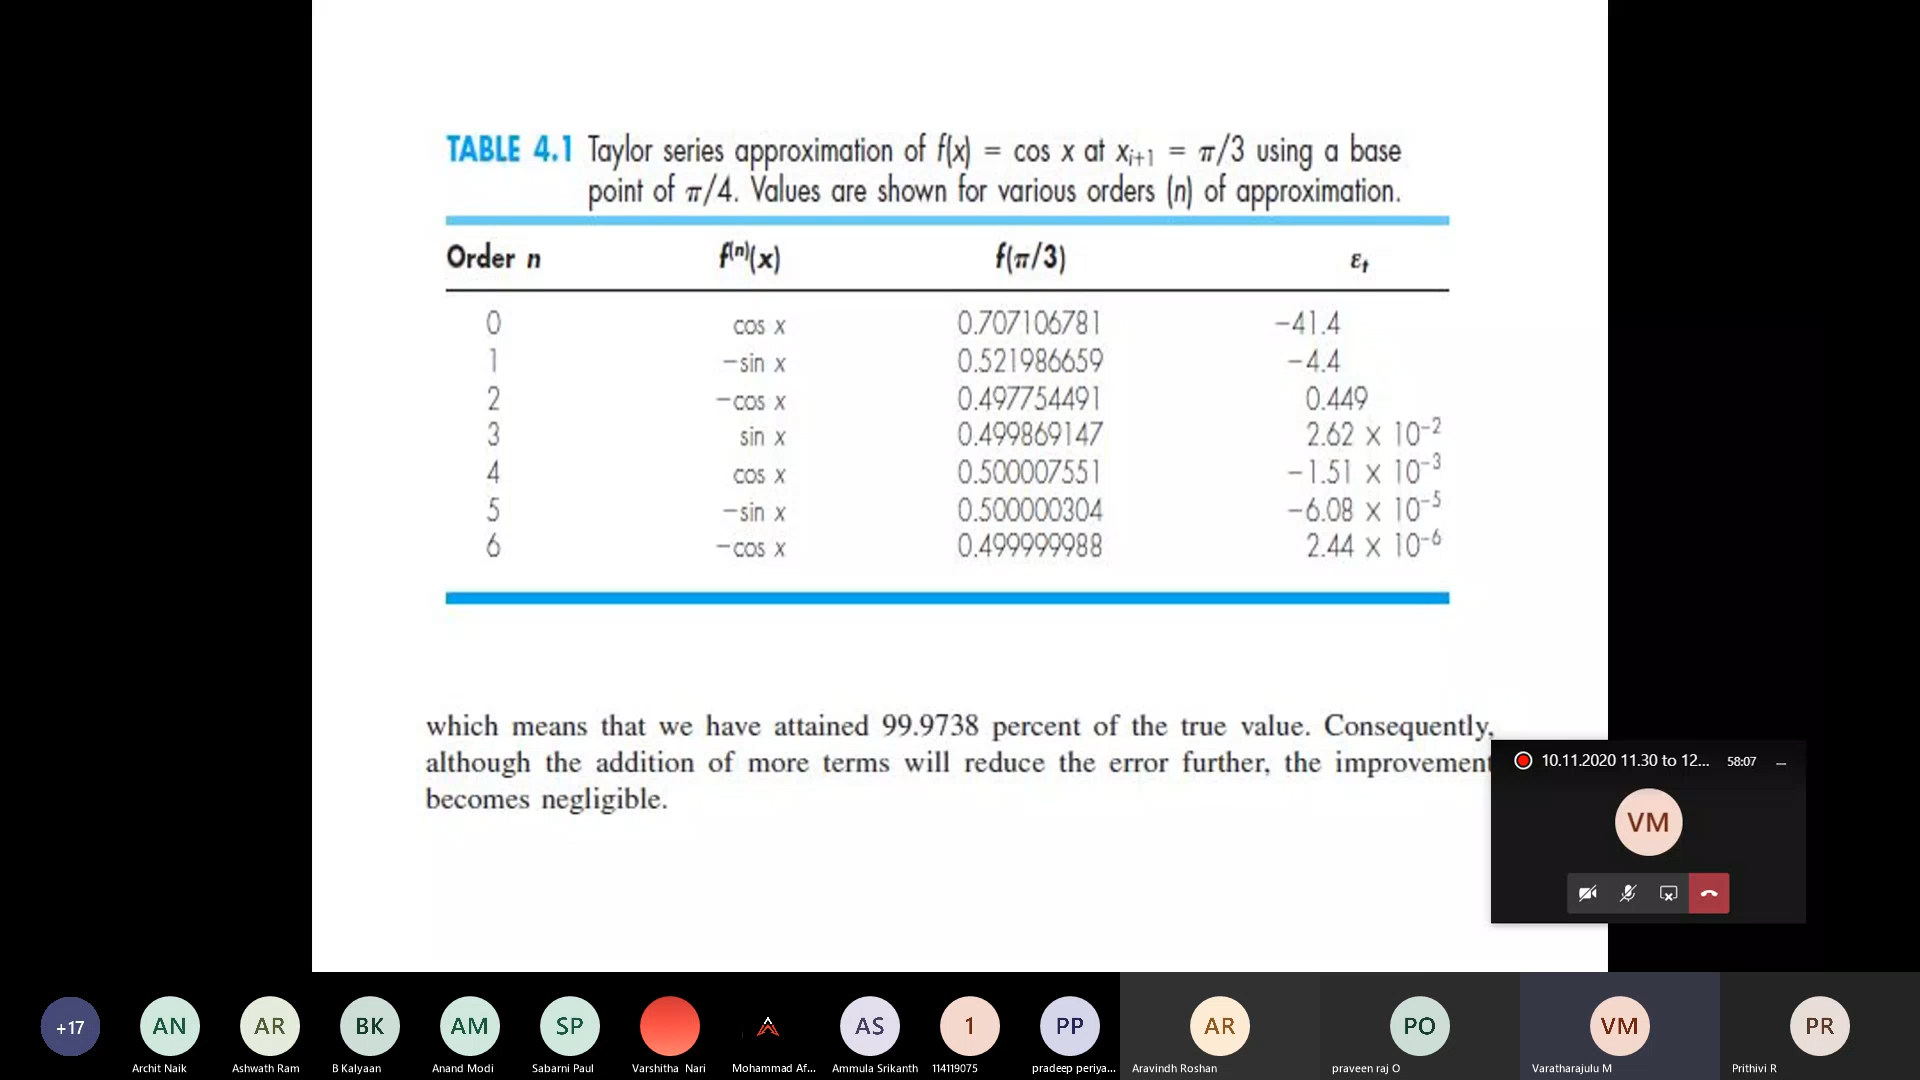 TABLE 4.1 Taylor series approximation of f(x) = cos x at xᵢ₊₁ = π/3 using a base
point of π/4. Values are shown for various orders (n) of approximation.
Order n f⁽ⁿ⁾(x) f(π/3) εₜ
0 cos x 0.707106781 −41.4
1 −sin x 0.521986659 −4.4
2 −cos x 0.497754491 0.449
3 sin x 0.499869147 2.62 × 10⁻²
4 cos x 0.500007551 −1.51 × 10⁻³
5 −sin x 0.500000304 −6.08 × 10⁻⁵
6 −cos x 0.499999988 2.44 × 10⁻⁶
which means that we have attained 99.9738 percent of the true value. Consequently,
although the addition of more terms will reduce the error further, the improvement
becomes negligible.
10.11.2020 11.30 to 12... 58:07
VM
+17 AN AR BK AM SP AS 1 PP AR PO VM PR
Archit Naik Ashwath Ram B Kalyaan Anand Modi Sabarni Paul Varshitha Nari Mohammad Af... Ammula Srikanth 114119075 pradeep periya... Aravindh Roshan praveen raj O Varatharajulu M Prithivi R